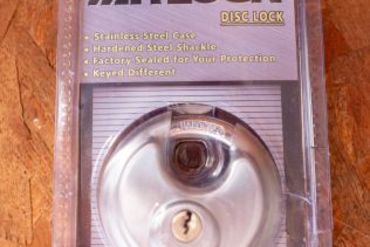 DISC LOCK
• Stainless Steel Case
• Hardened Steel Shackle
• Factory Sealed for Your Protection
• Keyed Different